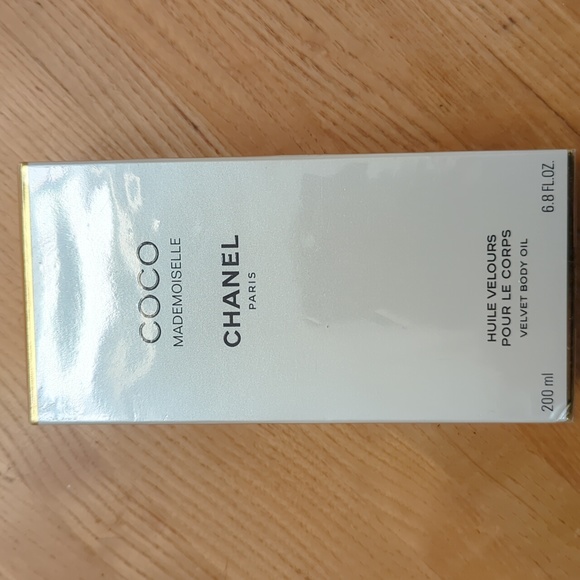 COCO
MADEMOISELLE
CHANEL
PARIS
HUILE VELOURS
POUR LE CORPS
VELVET BODY OIL
200 ml 6.8 FL.OZ.